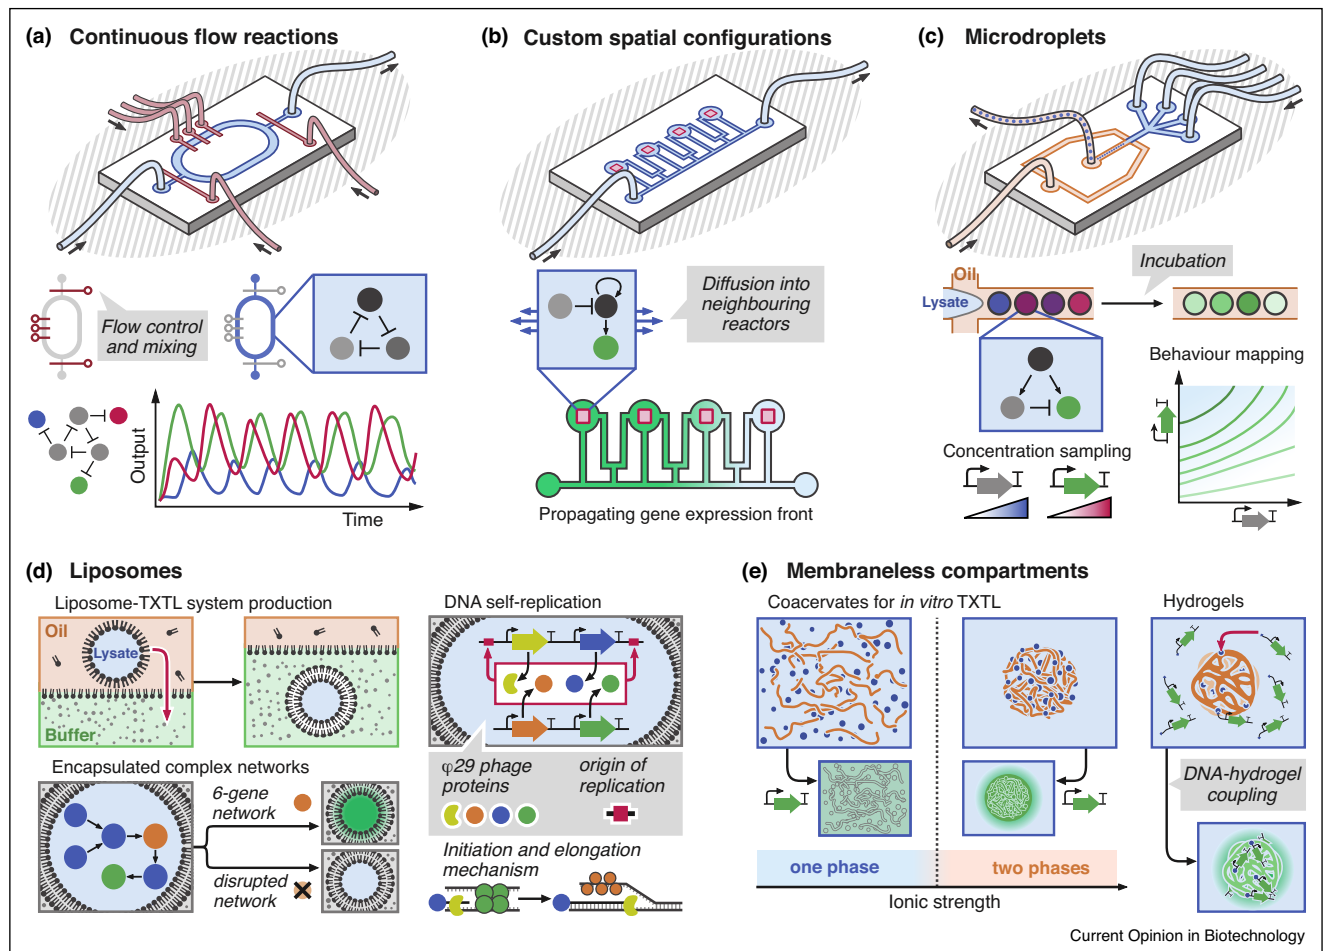 (a) Continuous flow reactions
Flow control
and mixing
Output
Time
(b) Custom spatial configurations
Diffusion into
neighbouring
reactors
Propagating gene expression front
(c) Microdroplets
Oil
Lysate
Incubation
Concentration sampling
Behaviour mapping
(d) Liposomes
Liposome-TXTL system production
Oil
Lysate
Buffer
Encapsulated complex networks
6-gene
network
disrupted
network
DNA self-replication
φ29 phage
proteins
origin of
replication
Initiation and elongation
mechanism
(e) Membraneless compartments
Coacervates for in vitro TXTL
Hydrogels
DNA-hydrogel
coupling
one phase
two phases
Ionic strength
Current Opinion in Biotechnology